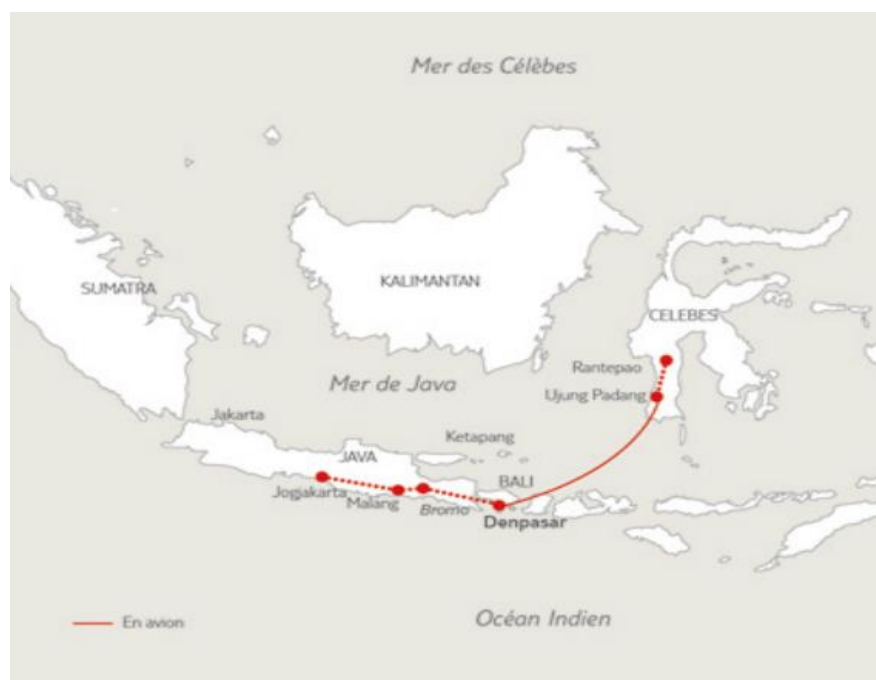 Mer des Célèbes
SUMATRA
KALIMANTAN
CELEBES
Rantepao
Mer de Java
Ujung Padang
Jakarta
Ketapang
JAVA
BALI
Jogjakarta
Malang
Bromo
Denpasar
Océan Indien
En avion